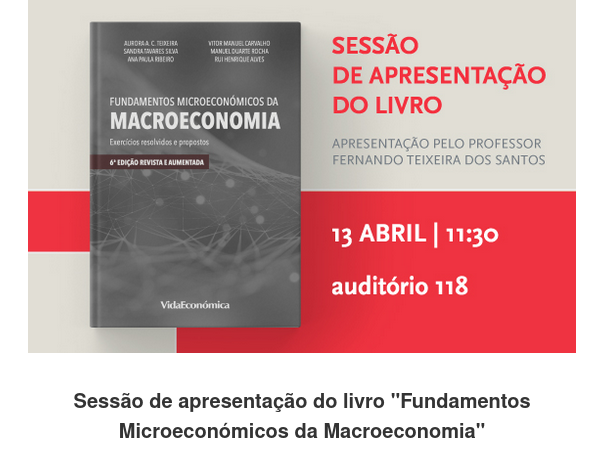 AURORA A. C. TEIXEIRA
SANDRA TAVARES SILVA
ANA PAULA RIBEIRO
VITOR MANUEL CARVALHO
MANUEL DUARTE ROCHA
RUI HENRIQUE ALVES
FUNDAMENTOS MICROECONÓMICOS DA
MACROECONOMIA
Exercícios resolvidos e propostos
6ª EDIÇÃO REVISTA E AUMENTADA
VidaEconómica
SESSÃO
DE APRESENTAÇÃO
DO LIVRO
APRESENTAÇÃO PELO PROFESSOR
FERNANDO TEIXEIRA DOS SANTOS
13 ABRIL | 11:30
auditório 118
Sessão de apresentação do livro "Fundamentos
Microeconómicos da Macroeconomia"